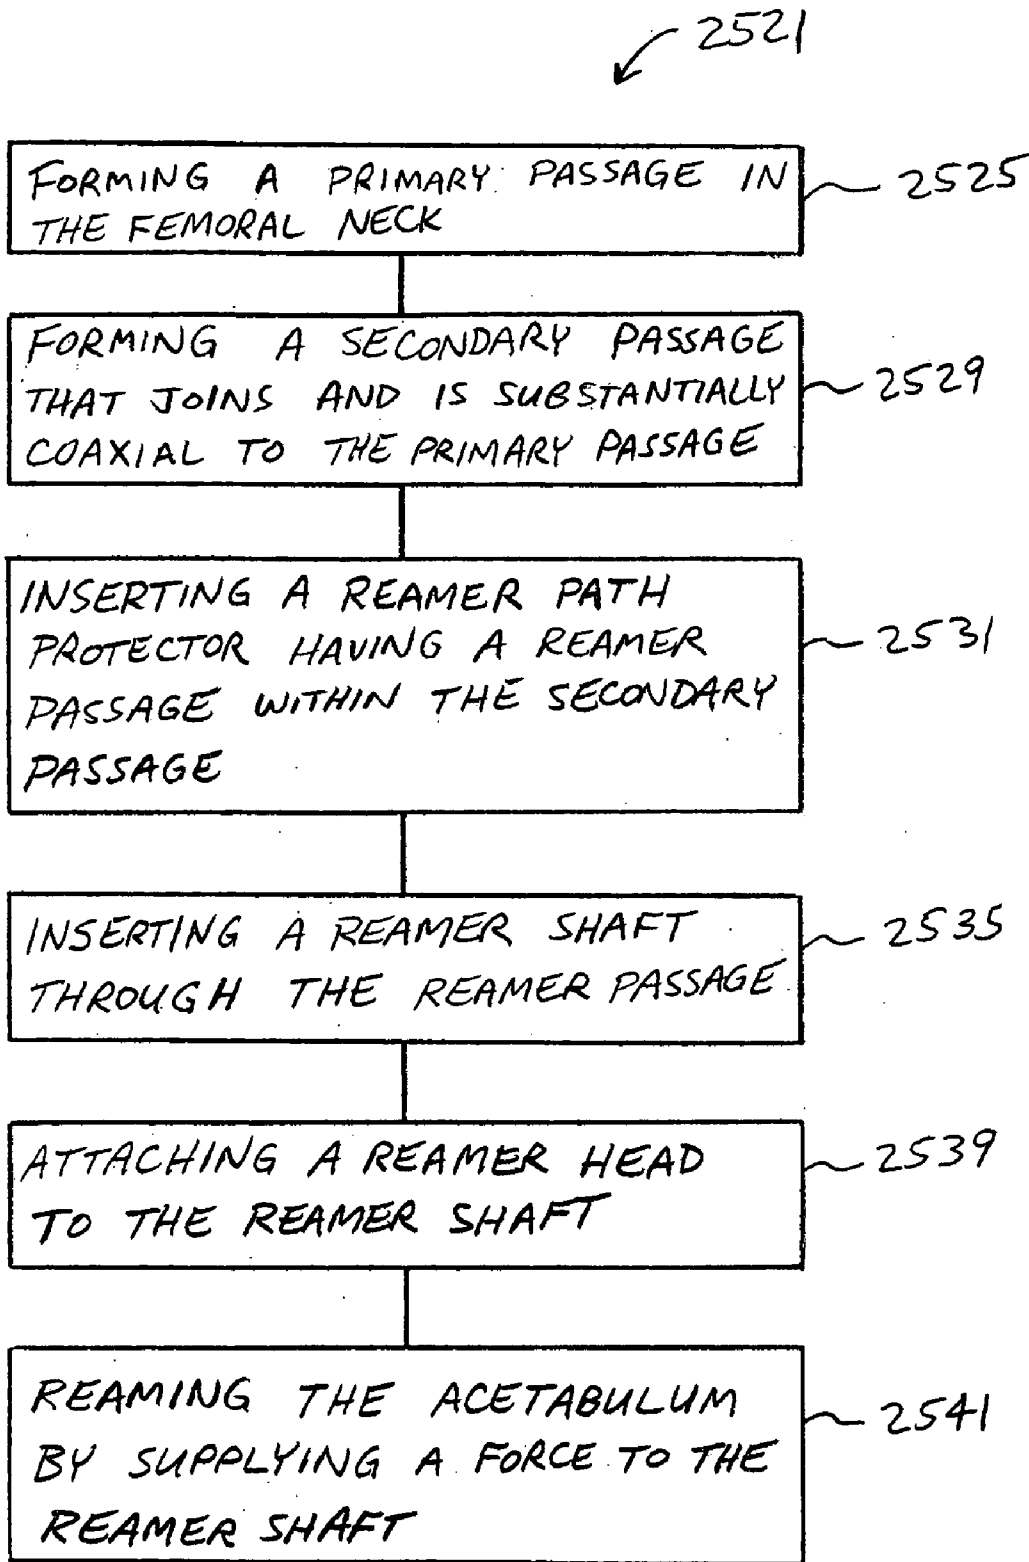 2521
FORMING A PRIMARY PASSAGE IN
THE FEMORAL NECK
2525
FORMING A SECONDARY PASSAGE
THAT JOINS AND IS SUBSTANTIALLY
COAXIAL TO THE PRIMARY PASSAGE
2529
INSERTING A REAMER PATH
PROTECTOR HAVING A REAMER
PASSAGE WITHIN THE SECONDARY
PASSAGE
2531
INSERTING A REAMER SHAFT
THROUGH THE REAMER PASSAGE
2535
ATTACHING A REAMER HEAD
TO THE REAMER SHAFT
2539
REAMING THE ACETABULUM
BY SUPPLYING A FORCE TO THE
REAMER SHAFT
2541